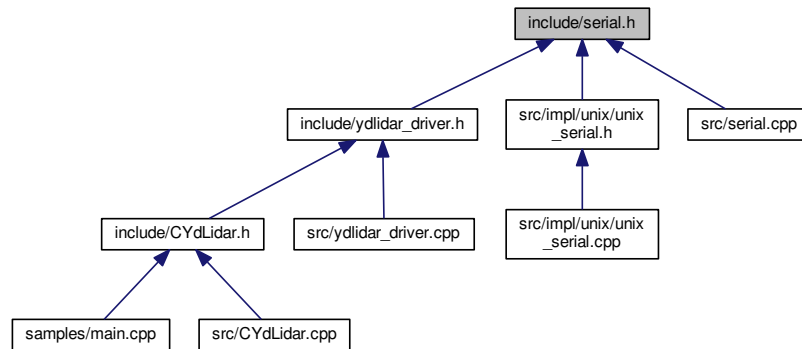 include/serial.h
include/ydlidar_driver.h
src/impl/unix/unix
_serial.h
src/serial.cpp
include/CYdLidar.h
src/ydlidar_driver.cpp
src/impl/unix/unix
_serial.cpp
samples/main.cpp
src/CYdLidar.cpp